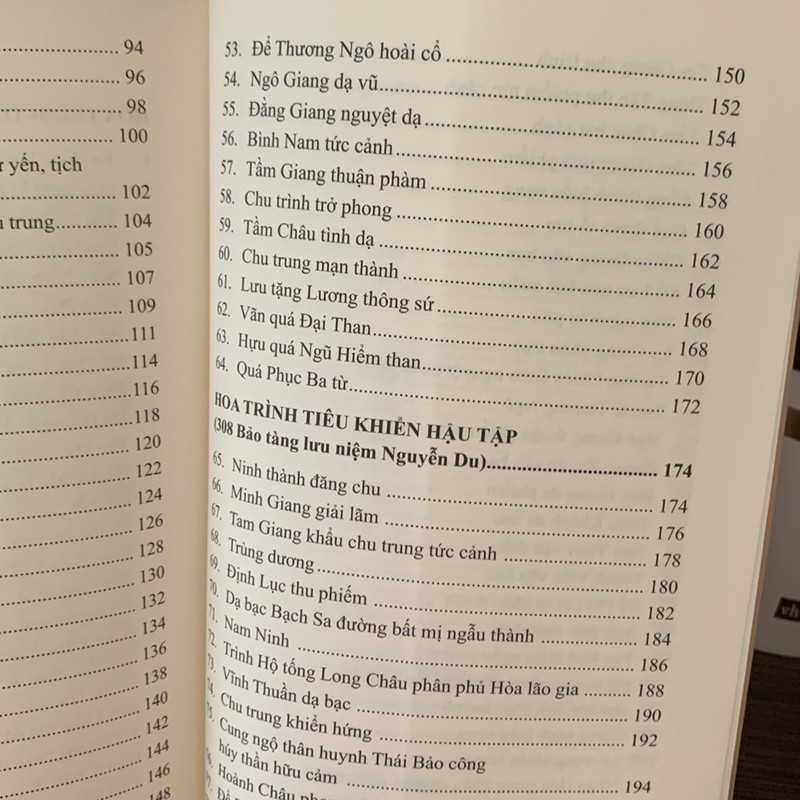 94
96
98
100
yến, tịch
102
trung............ 104
105
107
109
111
114
116
118
120
122
124
126
128
130
132
134
136
138
140
142
144
146
148
53. Để Thương Ngô hoài cổ ........ 150
54. Ngô Giang dạ vũ........ 152
55. Đằng Giang nguyệt dạ........ 154
56. Bình Nam tức cảnh........ 156
57. Tầm Giang thuận phàm ........ 158
58. Chu trình trở phong ........ 160
59. Tầm Châu tình dạ ........ 162
60. Chu trung mạn thành ........ 164
61. Lưu tặng Lương thông sứ........ 166
62. Vãn quá Đại Than........ 168
63. Hựu quá Ngũ Hiểm than........ 170
64. Quá Phục Ba từ........ 172
HOA TRÌNH TIÊU KHIỂN HẬU TẬP
(308 Bảo tàng lưu niệm Nguyễn Du)........ 174
65. Ninh thành đăng chu ........ 174
66. Minh Giang giải lãm ........ 176
67. Tam Giang khẩu chu trung tức cảnh ........ 178
68. Trùng dương........ 180
69. Định Lục thu phiếm ........ 182
70. Dạ bạc Bạch Sa đường bất mị ngẫu thành ........ 184
71. Nam Ninh ........ 186
72. Trình Hộ tống Long Châu phân phủ Hòa lão gia ........ 188
73. Vĩnh Thuần dạ bạc ........ 190
74. Chu trung khiển hứng ........ 192
75. Cung ngộ thân huynh Thái Bảo công
húy thần hữu cảm ........ 194
76. Hoành Châu
vh